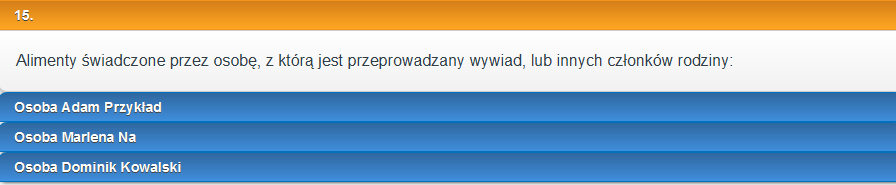 15.
Alimenty świadczone przez osobę, z którą jest przeprowadzany wywiad, lub innych członków rodziny:
Osoba Adam Przykład
Osoba Marlena Na
Osoba Dominik Kowalski